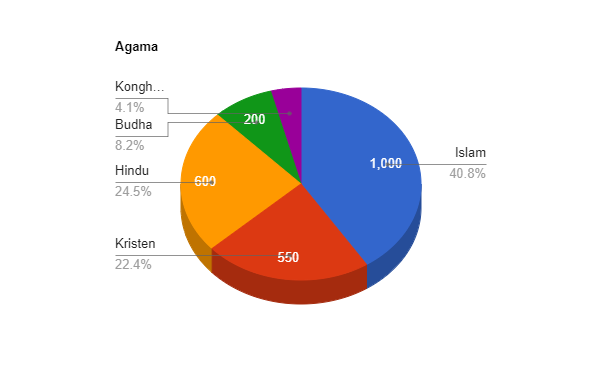 Agama
Kongh…
4.1%
Budha
8.2%
Hindu
24.5%
Kristen
22.4%
Islam
40.8%
200
1,000
600
550